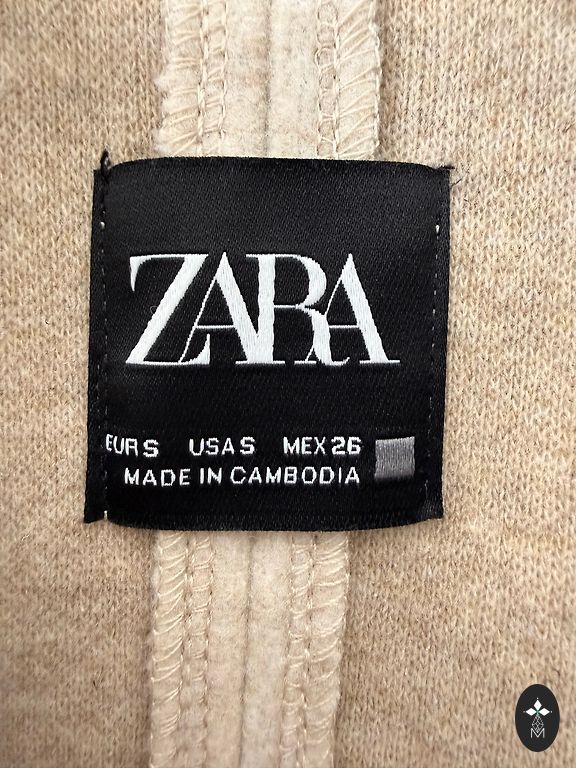 ZARA
EUR S USA S MEX 26
MADE IN CAMBODIA
M